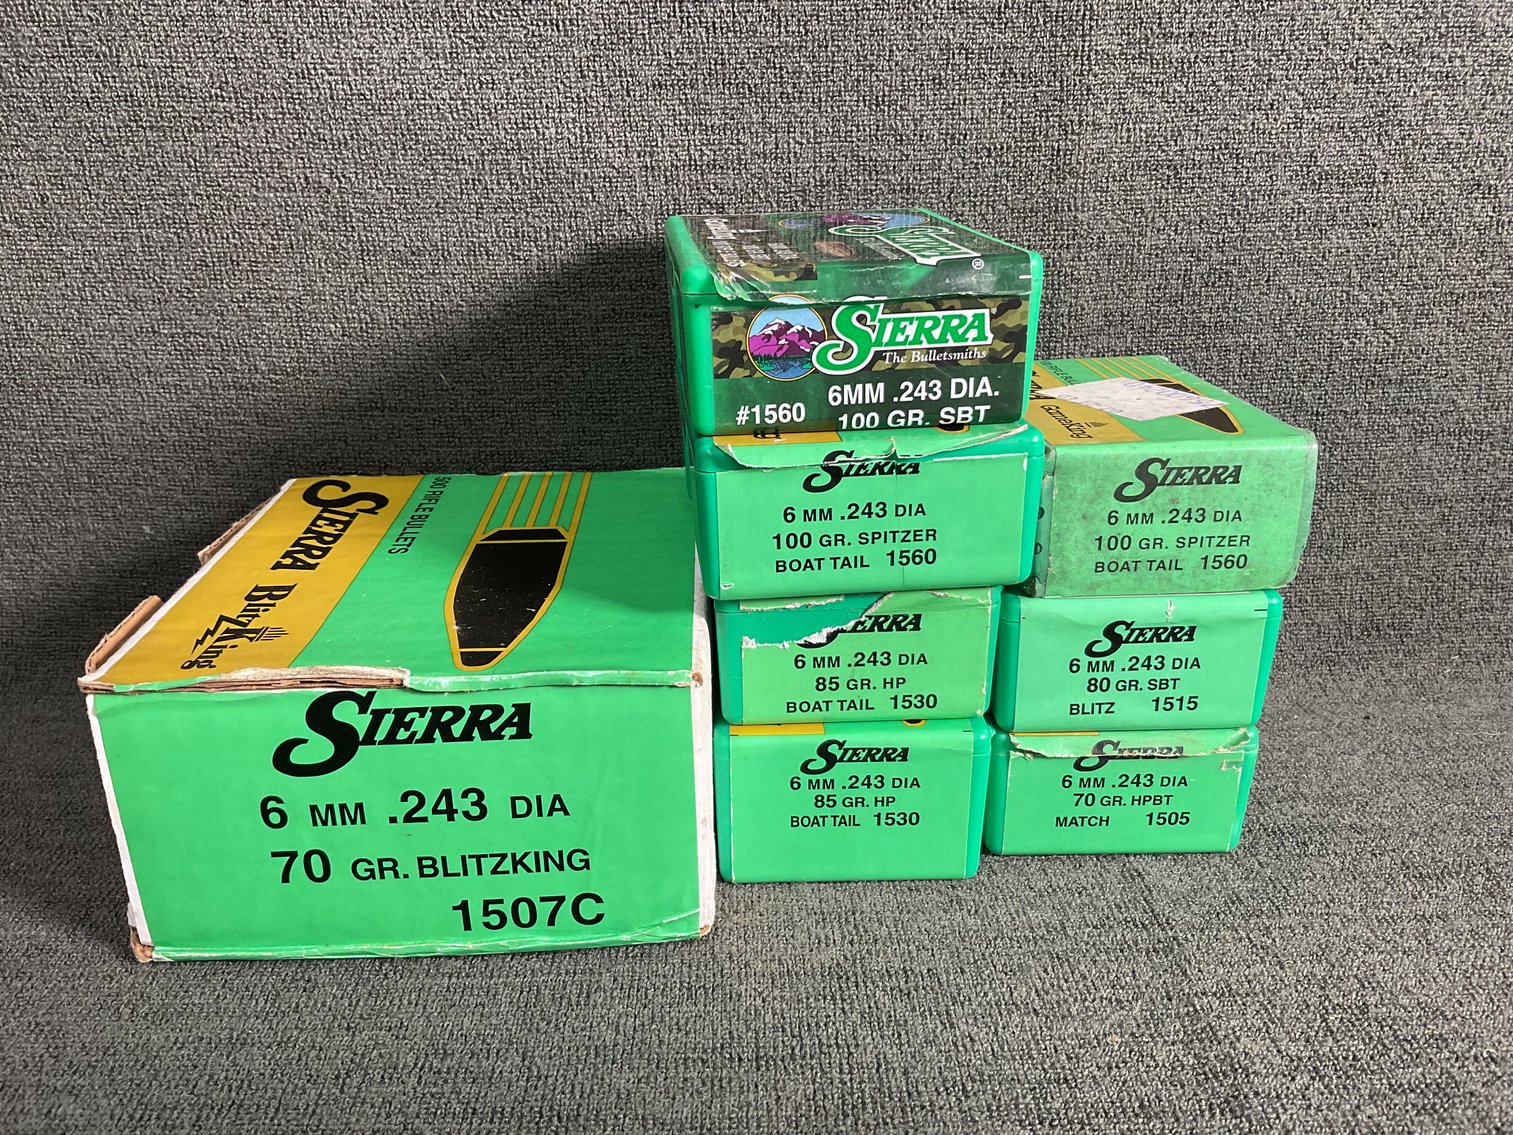 500 RIFLE BULLETS
SIERRA BlitzKing
SIERRA
6 MM .243 DIA
70 GR. BLITZKING
1507C
SIERRA
®
SIERRA
The Bulletsmiths®
#1560
6MM .243 DIA.
100 GR. SBT
SIERRA
6 MM .243 DIA
100 GR. SPITZER
BOAT TAIL 1560
SIERRA
6 MM .243 DIA
85 GR. HP
BOAT TAIL 1530
SIERRA
6 MM .243 DIA
85 GR. HP
BOAT TAIL 1530
GameKing
SIERRA
6 MM .243 DIA
100 GR. SPITZER
BOAT TAIL 1560
SIERRA
6 MM .243 DIA
80 GR. SBT
BLITZ 1515
SIERRA
6 MM .243 DIA
70 GR. HPBT
MATCH 1505